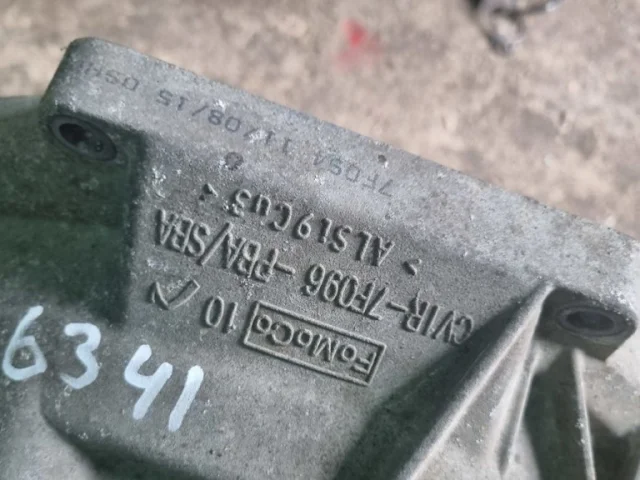 7F094 11/08/15
>ALSi9Cu3<
CV1R-7F096-PBA/SBA
FoMoCo 10
6341